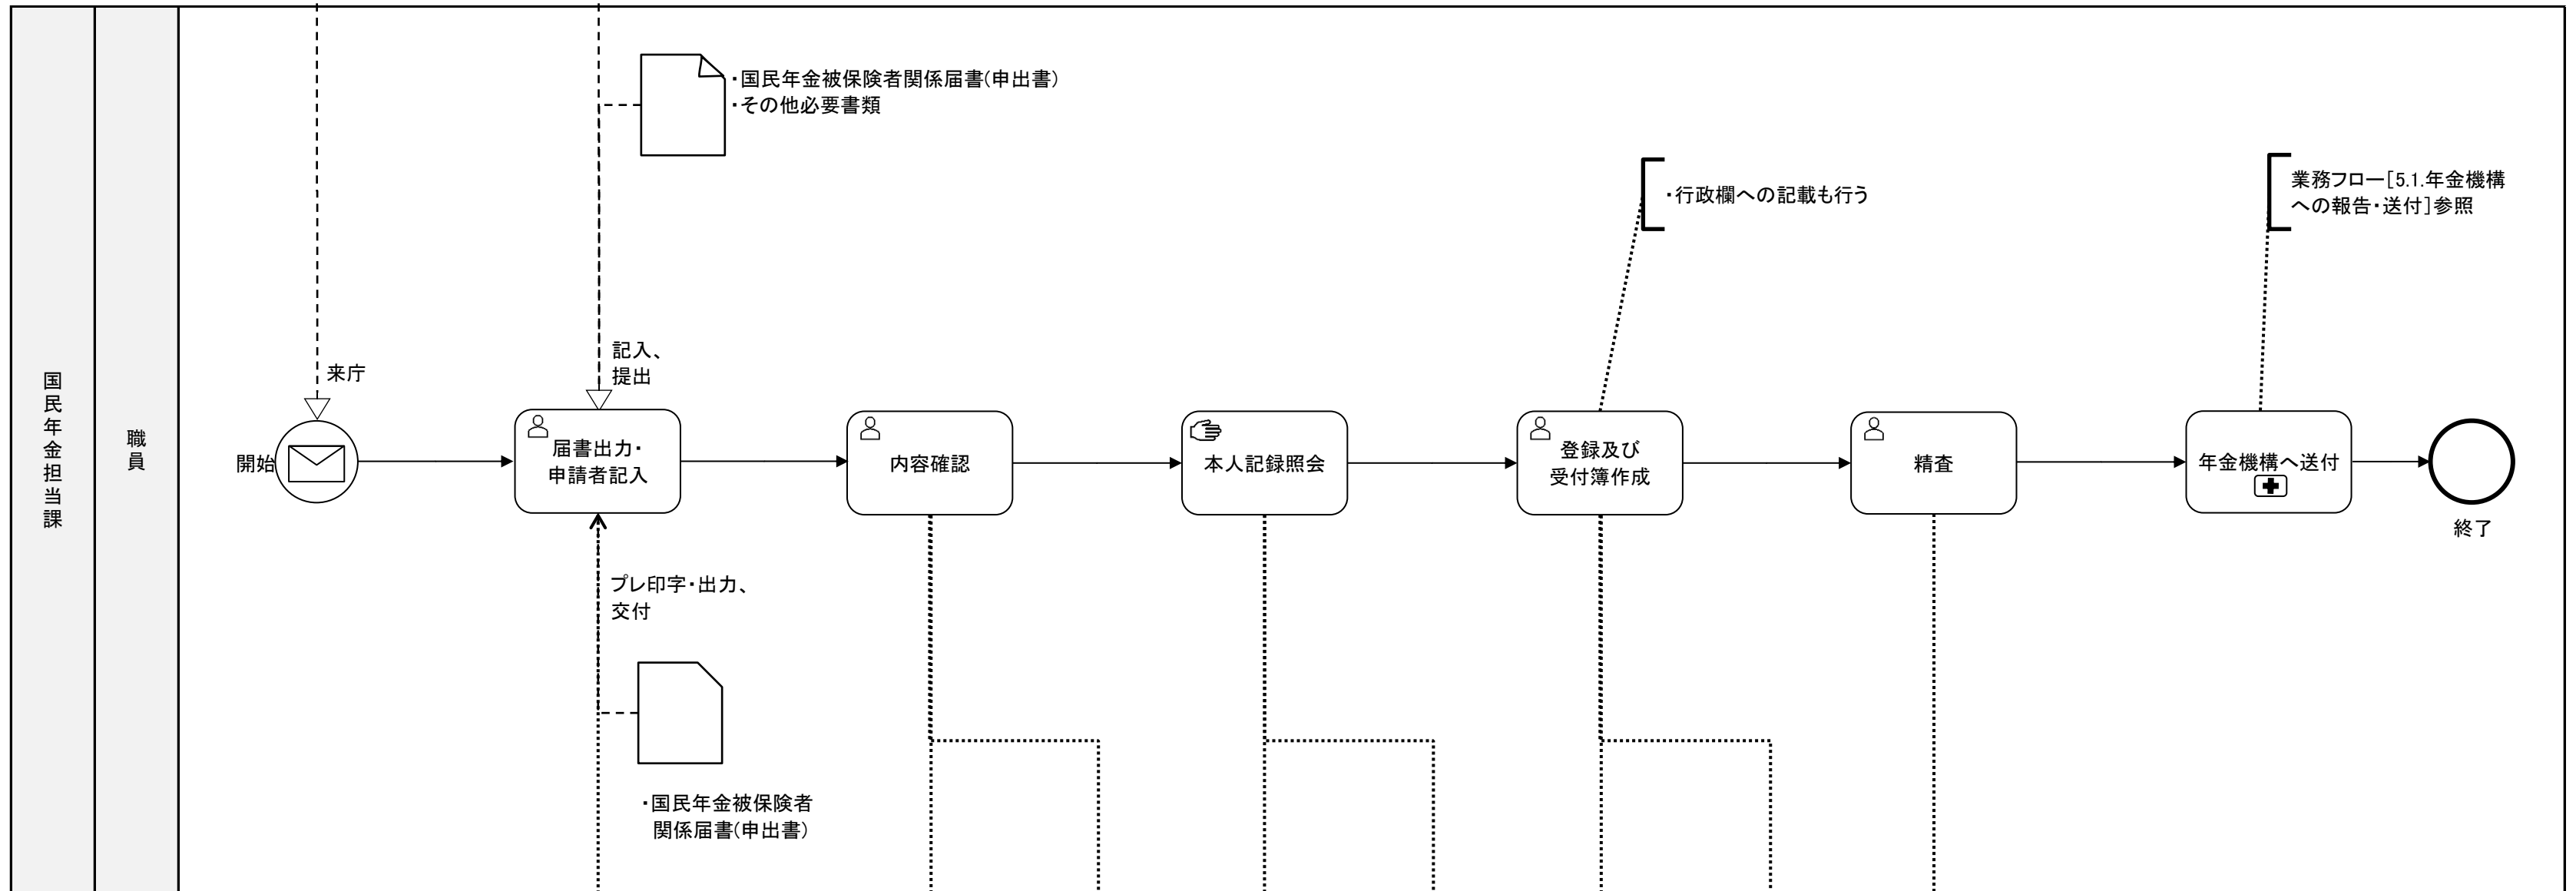 国民年金担当課
職員
・国民年金被保険者関係届書(申出書)
・その他必要書類
・行政欄への記載も行う
業務フロー[5.1.年金機構
への報告・送付]参照
来庁
記入、
提出
開始
届書出力・
申請者記入
内容確認
本人記録照会
登録及び
受付簿作成
精査
年金機構へ送付
終了
プレ印字・出力、
交付
・国民年金被保険者
関係届書(申出書)